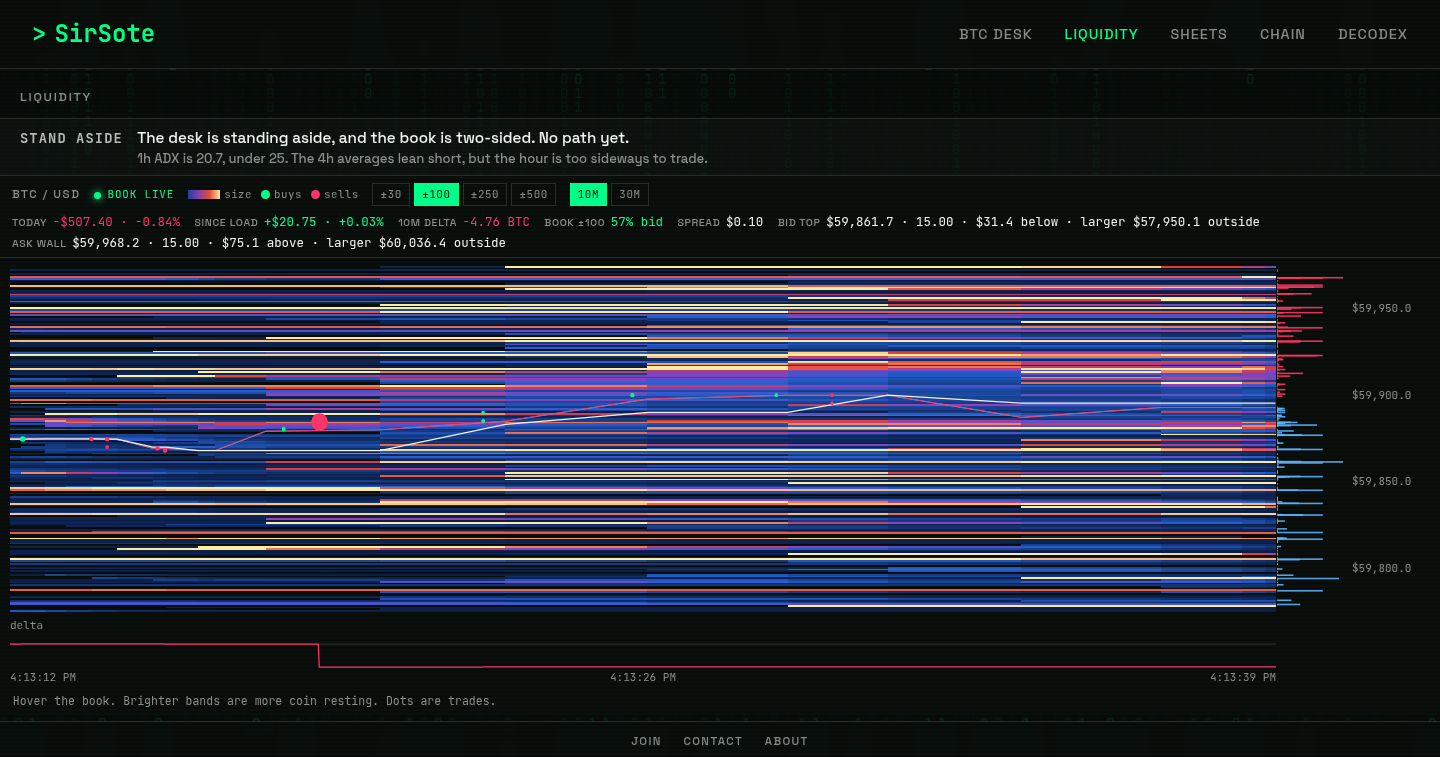 > SirSote
BTC DESK LIQUIDITY SHEETS CHAIN DECODEX
LIQUIDITY
STAND ASIDE The desk is standing aside, and the book is two-sided. No path yet.
1h ADX is 20.7, under 25. The 4h averages lean short, but the hour is too sideways to trade.
BTC / USD BOOK LIVE size buys sells ±30 ±100 ±250 ±500 10M 30M
TODAY -$507.40 · -0.84% SINCE LOAD +$20.75 · +0.03% 10M DELTA -4.76 BTC BOOK ±100 57% bid SPREAD $0.10 BID TOP $59,861.7 · 15.00 · $31.4 below · larger $57,950.1 outside
ASK WALL $59,968.2 · 15.00 · $75.1 above · larger $60,036.4 outside
$59,950.0
$59,900.0
$59,850.0
$59,800.0
delta
4:13:12 PM 4:13:26 PM 4:13:39 PM
Hover the book. Brighter bands are more coin resting. Dots are trades.
JOIN CONTACT ABOUT